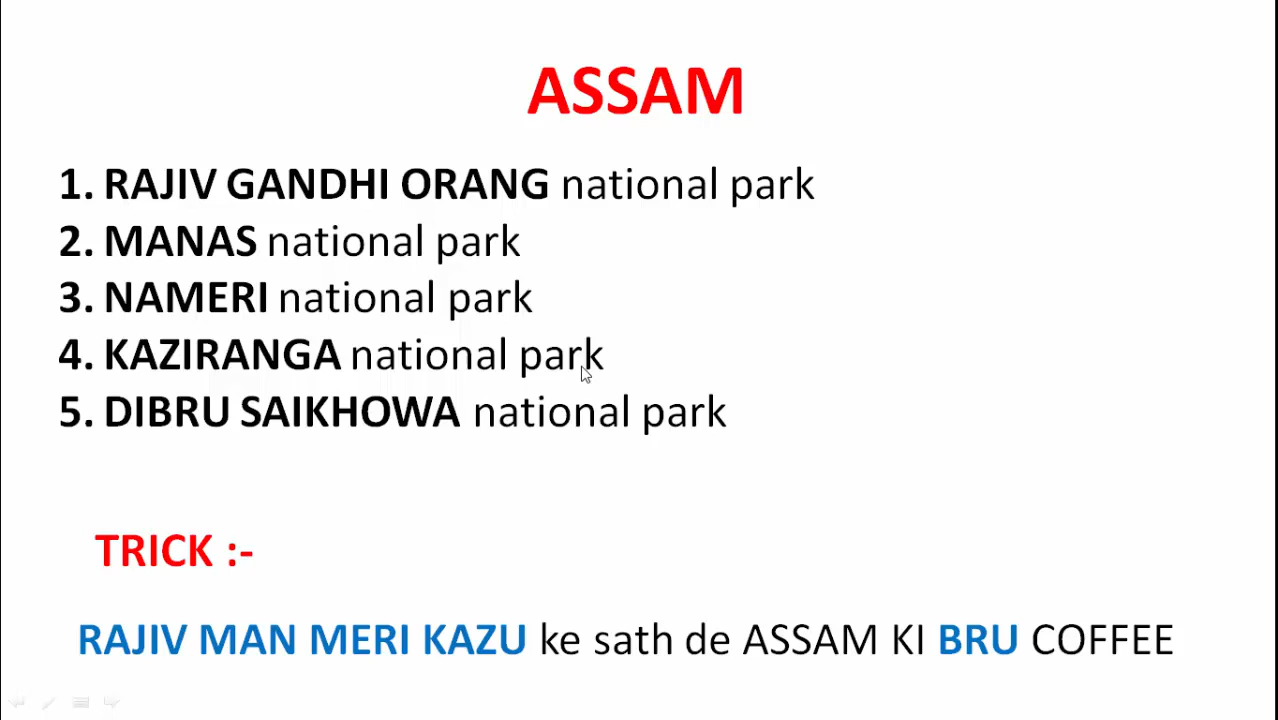 ASSAM
1. RAJIV GANDHI ORANG national park
2. MANAS national park
3. NAMERI national park
4. KAZIRANGA national park
5. DIBRU SAIKHOWA national park
TRICK :-
RAJIV MAN MERI KAZU ke sath de ASSAM KI BRU COFFEE